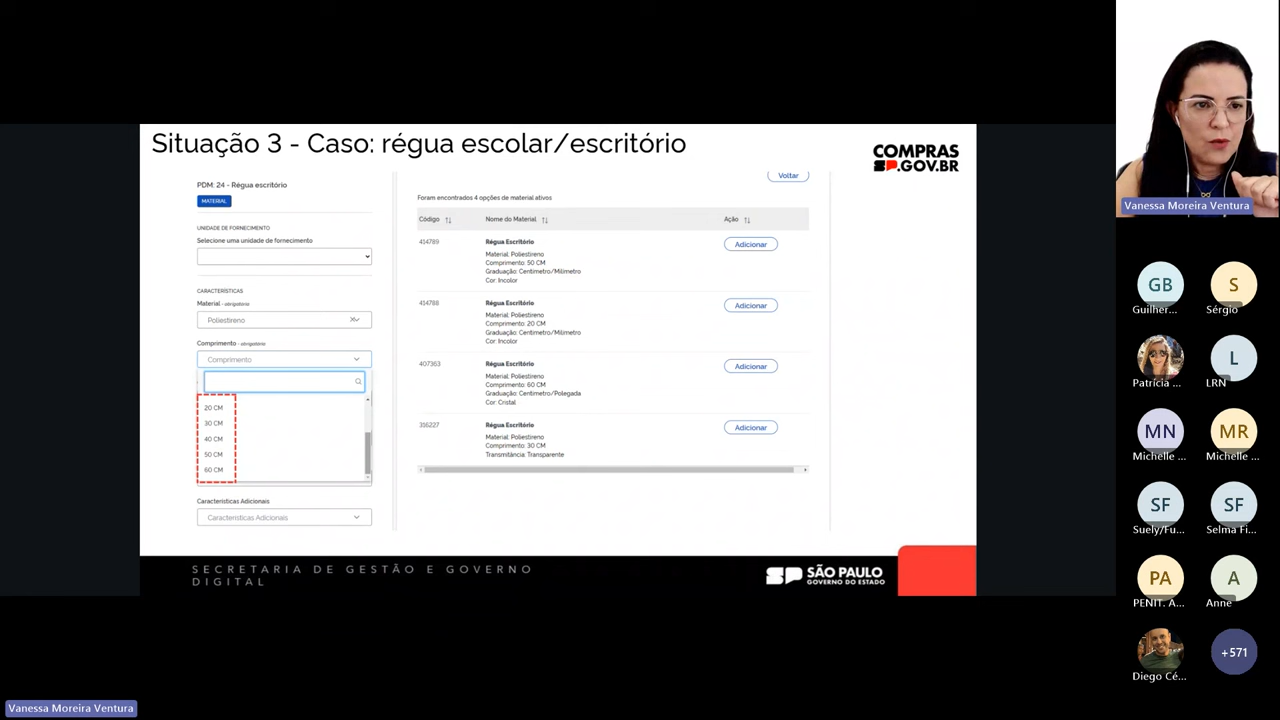 Situação 3 - Caso: régua escolar/escritório
COMPRAS
SP.GOV.BR
PDM: 24 - Régua escritório
MATERIAL
UNIDADE DE FORNECIMENTO
Selecione uma unidade de fornecimento
CARACTERÍSTICAS
Material - obrigatório
Poliestireno
Comprimento - obrigatório
Comprimento
20 CM
30 CM
40 CM
50 CM
60 CM
Características Adicionais
Características Adicionais
Voltar
Foram encontrados 4 opções de material ativos
Código Nome do Material Ação
414789 Régua Escritório Adicionar
Material: Poliestireno
Comprimento: 50 CM
Graduação: Centímetro/Milímetro
Cor: Incolor
414788 Régua Escritório Adicionar
Material: Poliestireno
Comprimento: 20 CM
Graduação: Centímetro/Milímetro
Cor: Incolor
407363 Régua Escritório Adicionar
Material: Poliestireno
Comprimento: 60 CM
Graduação: Centímetro/Polegada
Cor: Cristal
316227 Régua Escritório Adicionar
Material: Poliestireno
Comprimento: 30 CM
Transmitância: Transparente
SECRETARIA DE GESTÃO E GOVERNO
DIGITAL
SP SÃO PAULO
GOVERNO DO ESTADO
Vanessa Moreira Ventura
GB S
Guilher... Sérgio
L
Patrícia ... LRN
MN MR
Michelle ... Michelle ...
SF SF
Suely/Fu... Selma Fi...
PA A
PENIT. A... Anne
+571
Diego Cé...
Vanessa Moreira Ventura